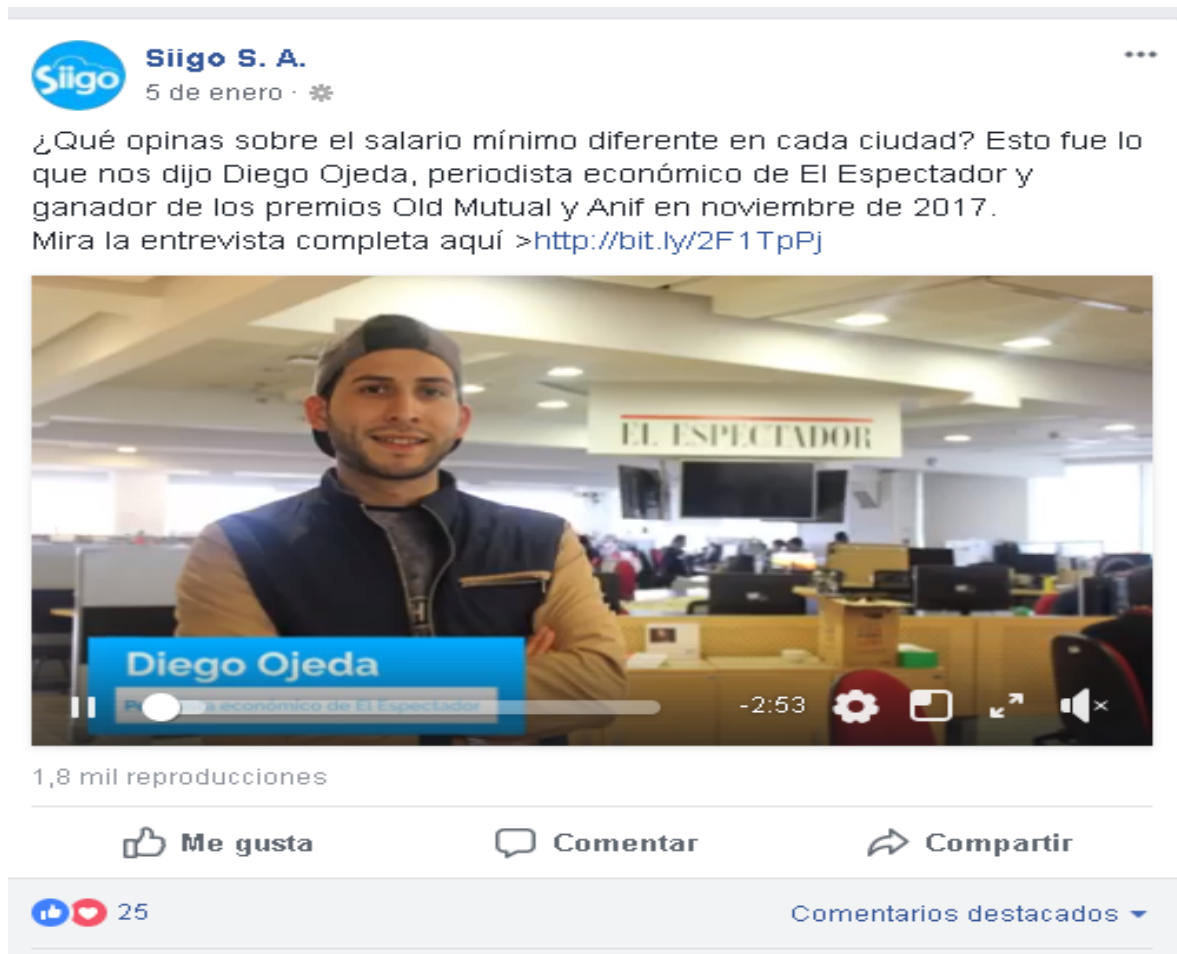 Siigo
Siigo S. A.
5 de enero ·
¿Qué opinas sobre el salario mínimo diferente en cada ciudad? Esto fue lo
que nos dijo Diego Ojeda, periodista económico de El Espectador y
ganador de los premios Old Mutual y Anif en noviembre de 2017.
Mira la entrevista completa aquí >http://bit.ly/2F1TpPj
EL ESPECTADOR
Diego Ojeda
económico de El Espectador
-2:53
1,8 mil reproducciones
Me gusta
Comentar
Compartir
25
Comentarios destacados